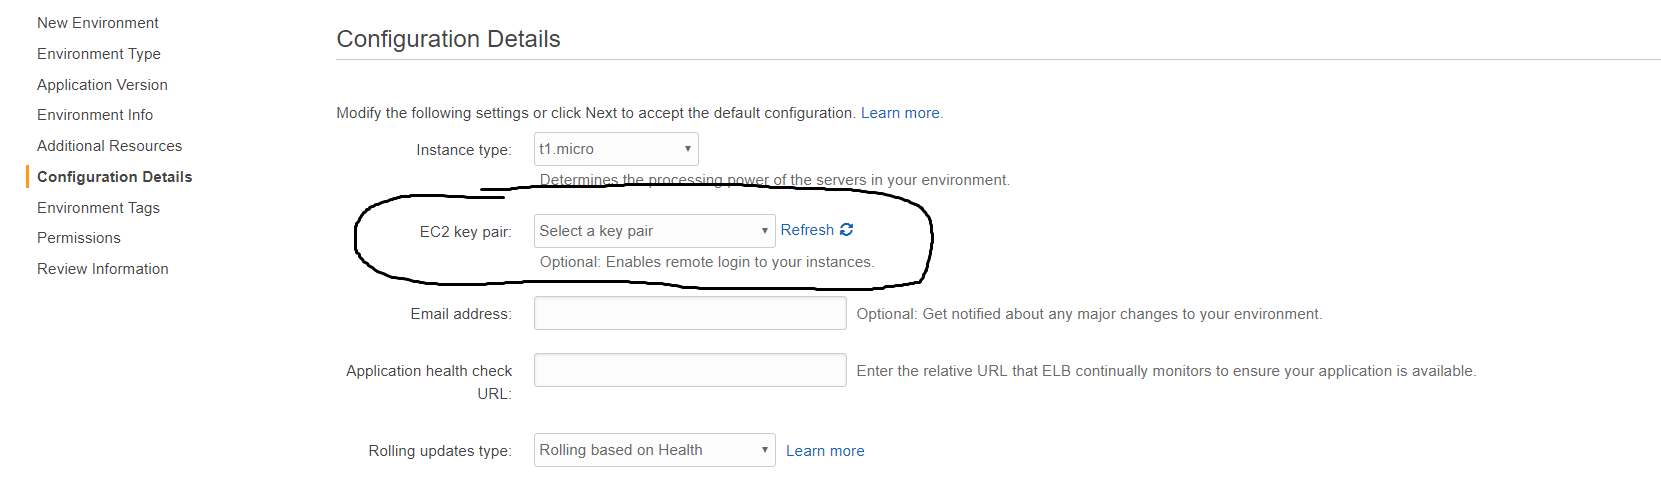 New Environment
Environment Type
Application Version
Environment Info
Additional Resources
Configuration Details
Environment Tags
Permissions
Review Information
Configuration Details
Modify the following settings or click Next to accept the default configuration. Learn more.
Instance type: t1.micro
Determines the processing power of the servers in your environment.
EC2 key pair: Select a key pair Refresh
Optional: Enables remote login to your instances.
Email address: Optional: Get notified about any major changes to your environment.
Application health check Enter the relative URL that ELB continually monitors to ensure your application is available.
URL:
Rolling updates type: Rolling based on Health Learn more